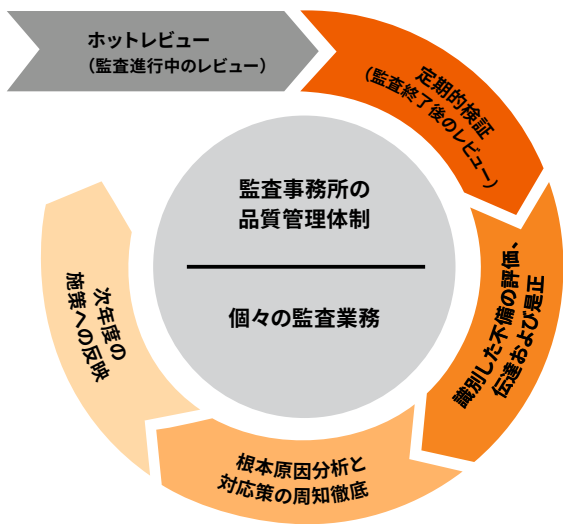 ホットレビュー
（監査進行中のレビュー）
定期的検証
（監査終了後のレビュー）
識別した不備の評価、
伝達および是正
根本原因分析と
対応策の周知徹底
次年度の
施策への反映
監査事務所の
品質管理体制
個々の監査業務